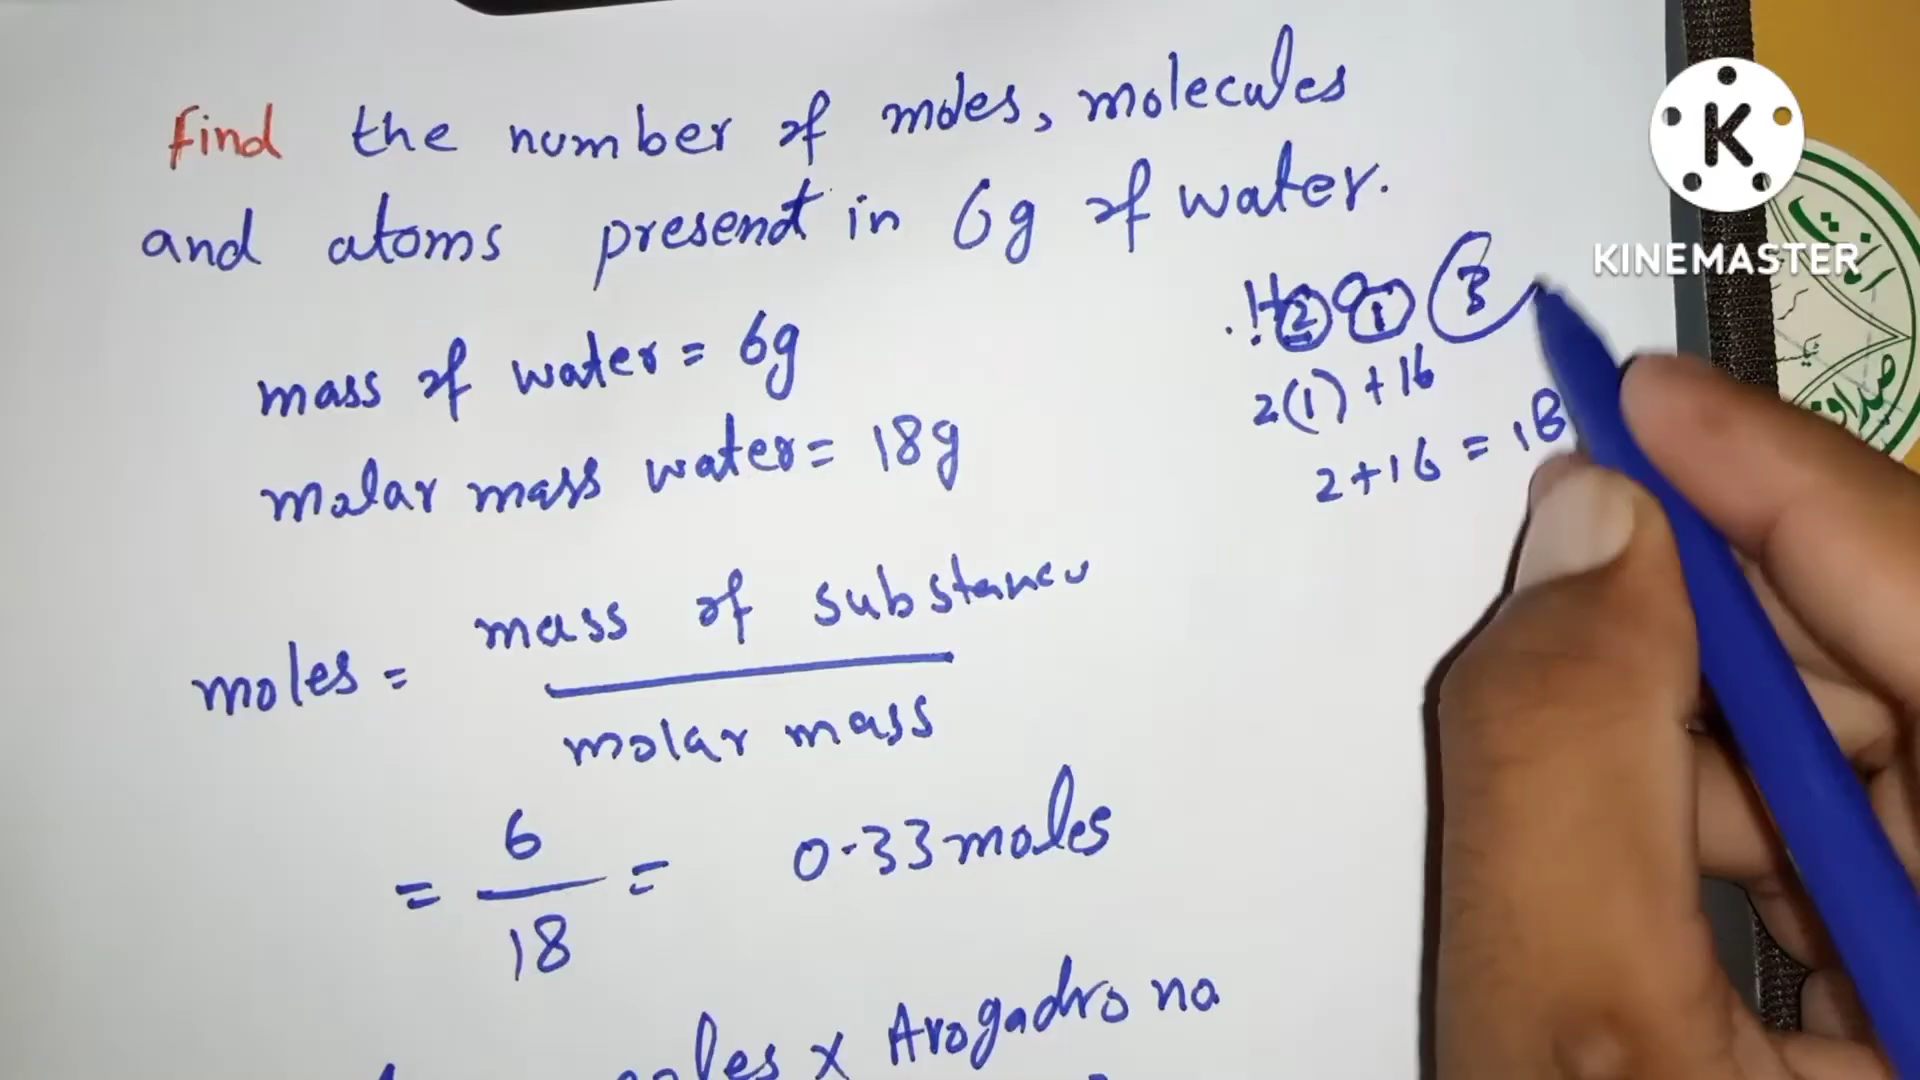 Find the number of moles, molecules
and atoms present in 6g of water.
H2O1 3
2(1) + 16
2+16 = 18
mass of water = 6g
Molar mass water = 18g
moles = mass of substance
molar mass
= 6
18
= 0.33 moles
moles x Avogadro no
K
KINEMASTER